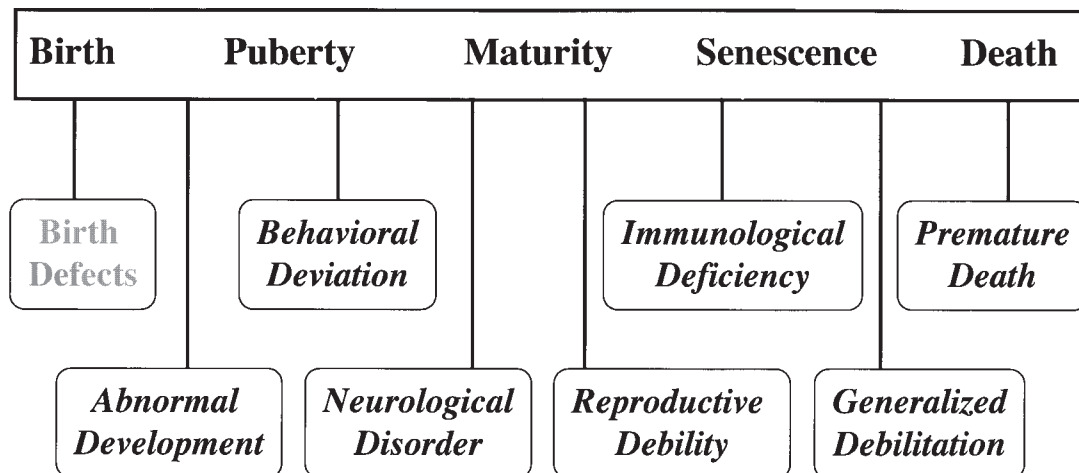 Birth Puberty Maturity Senescence Death
Birth
Defects
Behavioral
Deviation
Immunological
Deficiency
Premature
Death
Abnormal
Development
Neurological
Disorder
Reproductive
Debility
Generalized
Debilitation